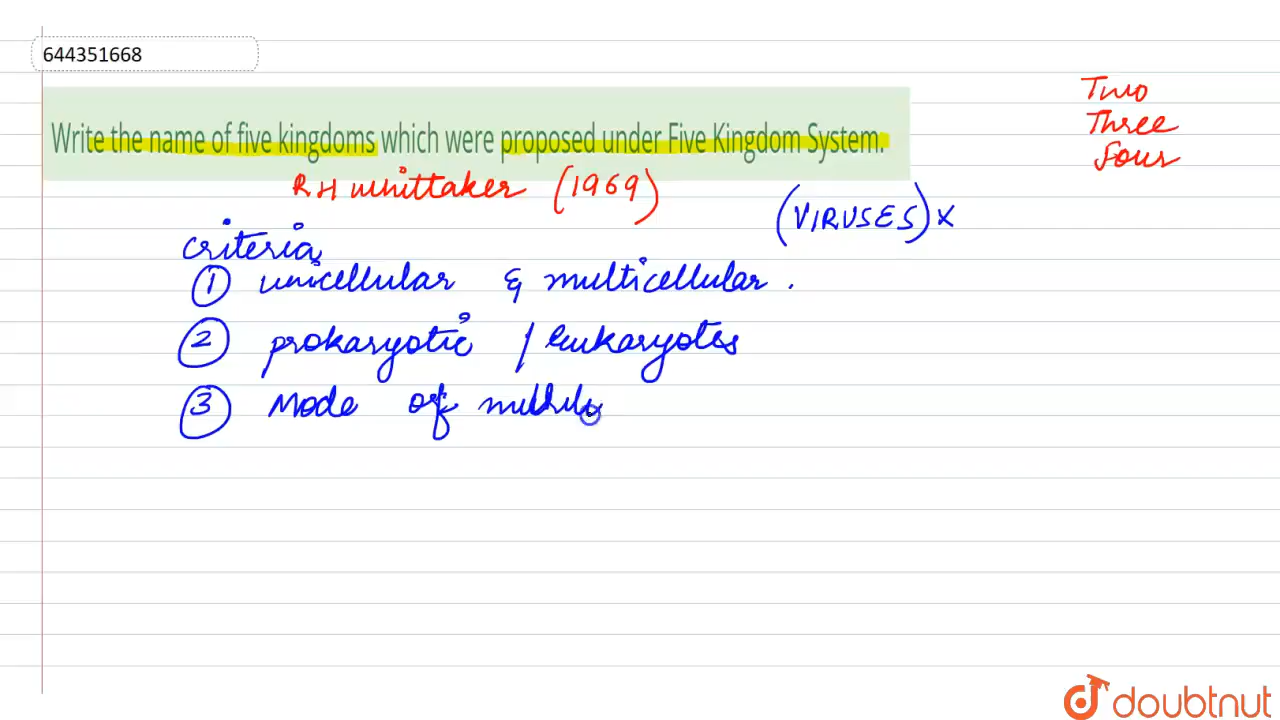 644351668
Two
Write the name of five kingdoms which were proposed under Five Kingdom System.
Three
Four
R H Whittaker (1969)
(VIRUSES) x
Criteria
1 unicellular & multicellular.
2 prokaryotic / Eukaryotes
3 Mode of
doubtnut